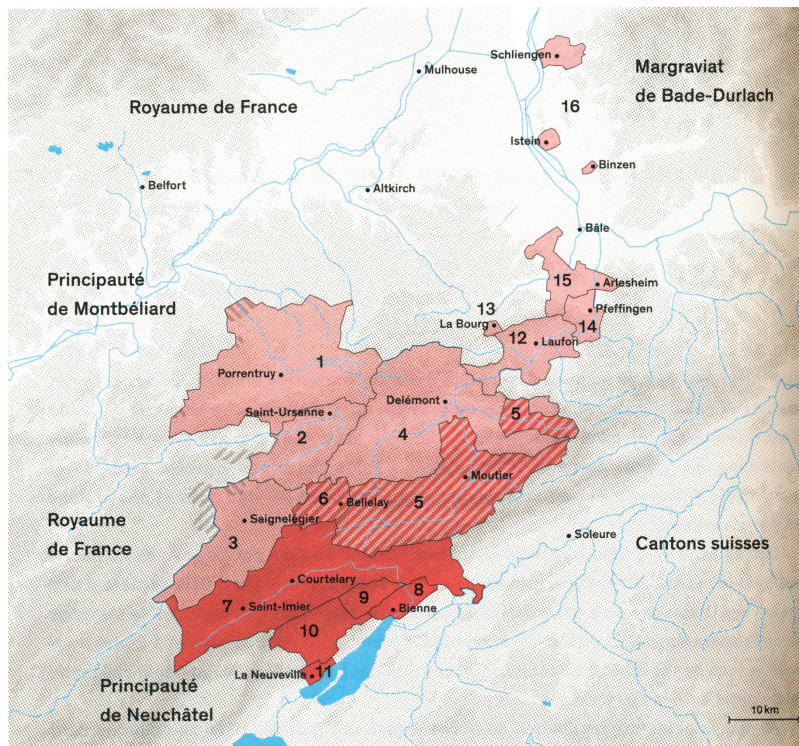 Schliengen
Margraviat
de Bade-Durlach
Mulhouse
Royaume de France
16
Istein
Binzen
Belfort
Altkirch
Bâle
Principauté
de Montbéliard
15
Arlesheim
13
Pfeffingen
La Bourg
14
12
Laufon
1
Porrentruy
Delémont
Saint-Ursanne
5
2
4
Moutier
6
Bellelay
5
Royaume
de France
Saignelégier
3
Soleure
Cantons suisses
Courtelary
8
9
7
Saint-Imier
Bienne
10
La Neuveville
11
Principauté
de Neuchâtel
10 km